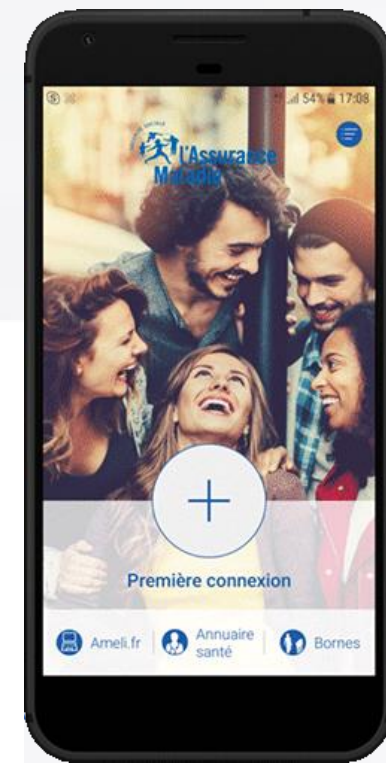 54% 17:08
l'Assurance
Maladie
Première connexion
Ameli.fr
Annuaire
santé
Bornes